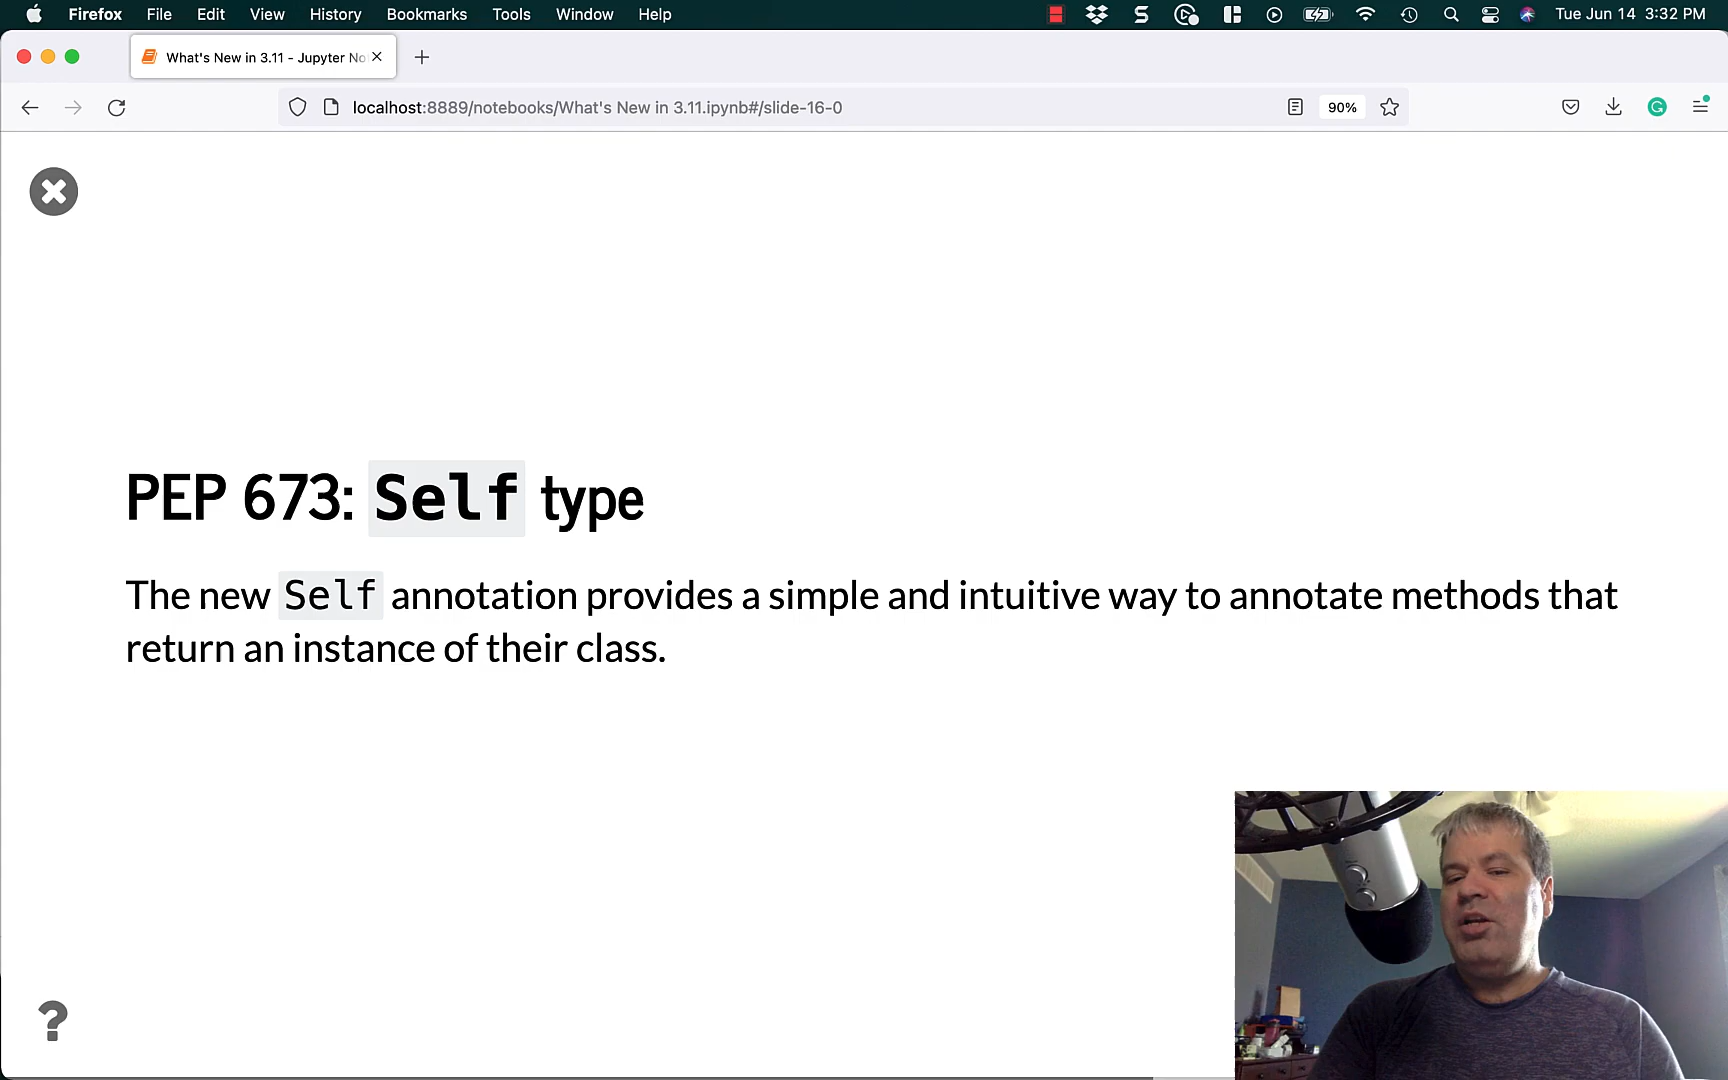 Firefox File Edit View History Bookmarks Tools Window Help Tue Jun 14 3:32 PM
What's New in 3.11 - Jupyter No
localhost:8889/notebooks/What's New in 3.11.ipynb#/slide-16-0 90%
PEP 673: Self type
The new Self annotation provides a simple and intuitive way to annotate methods that
return an instance of their class.